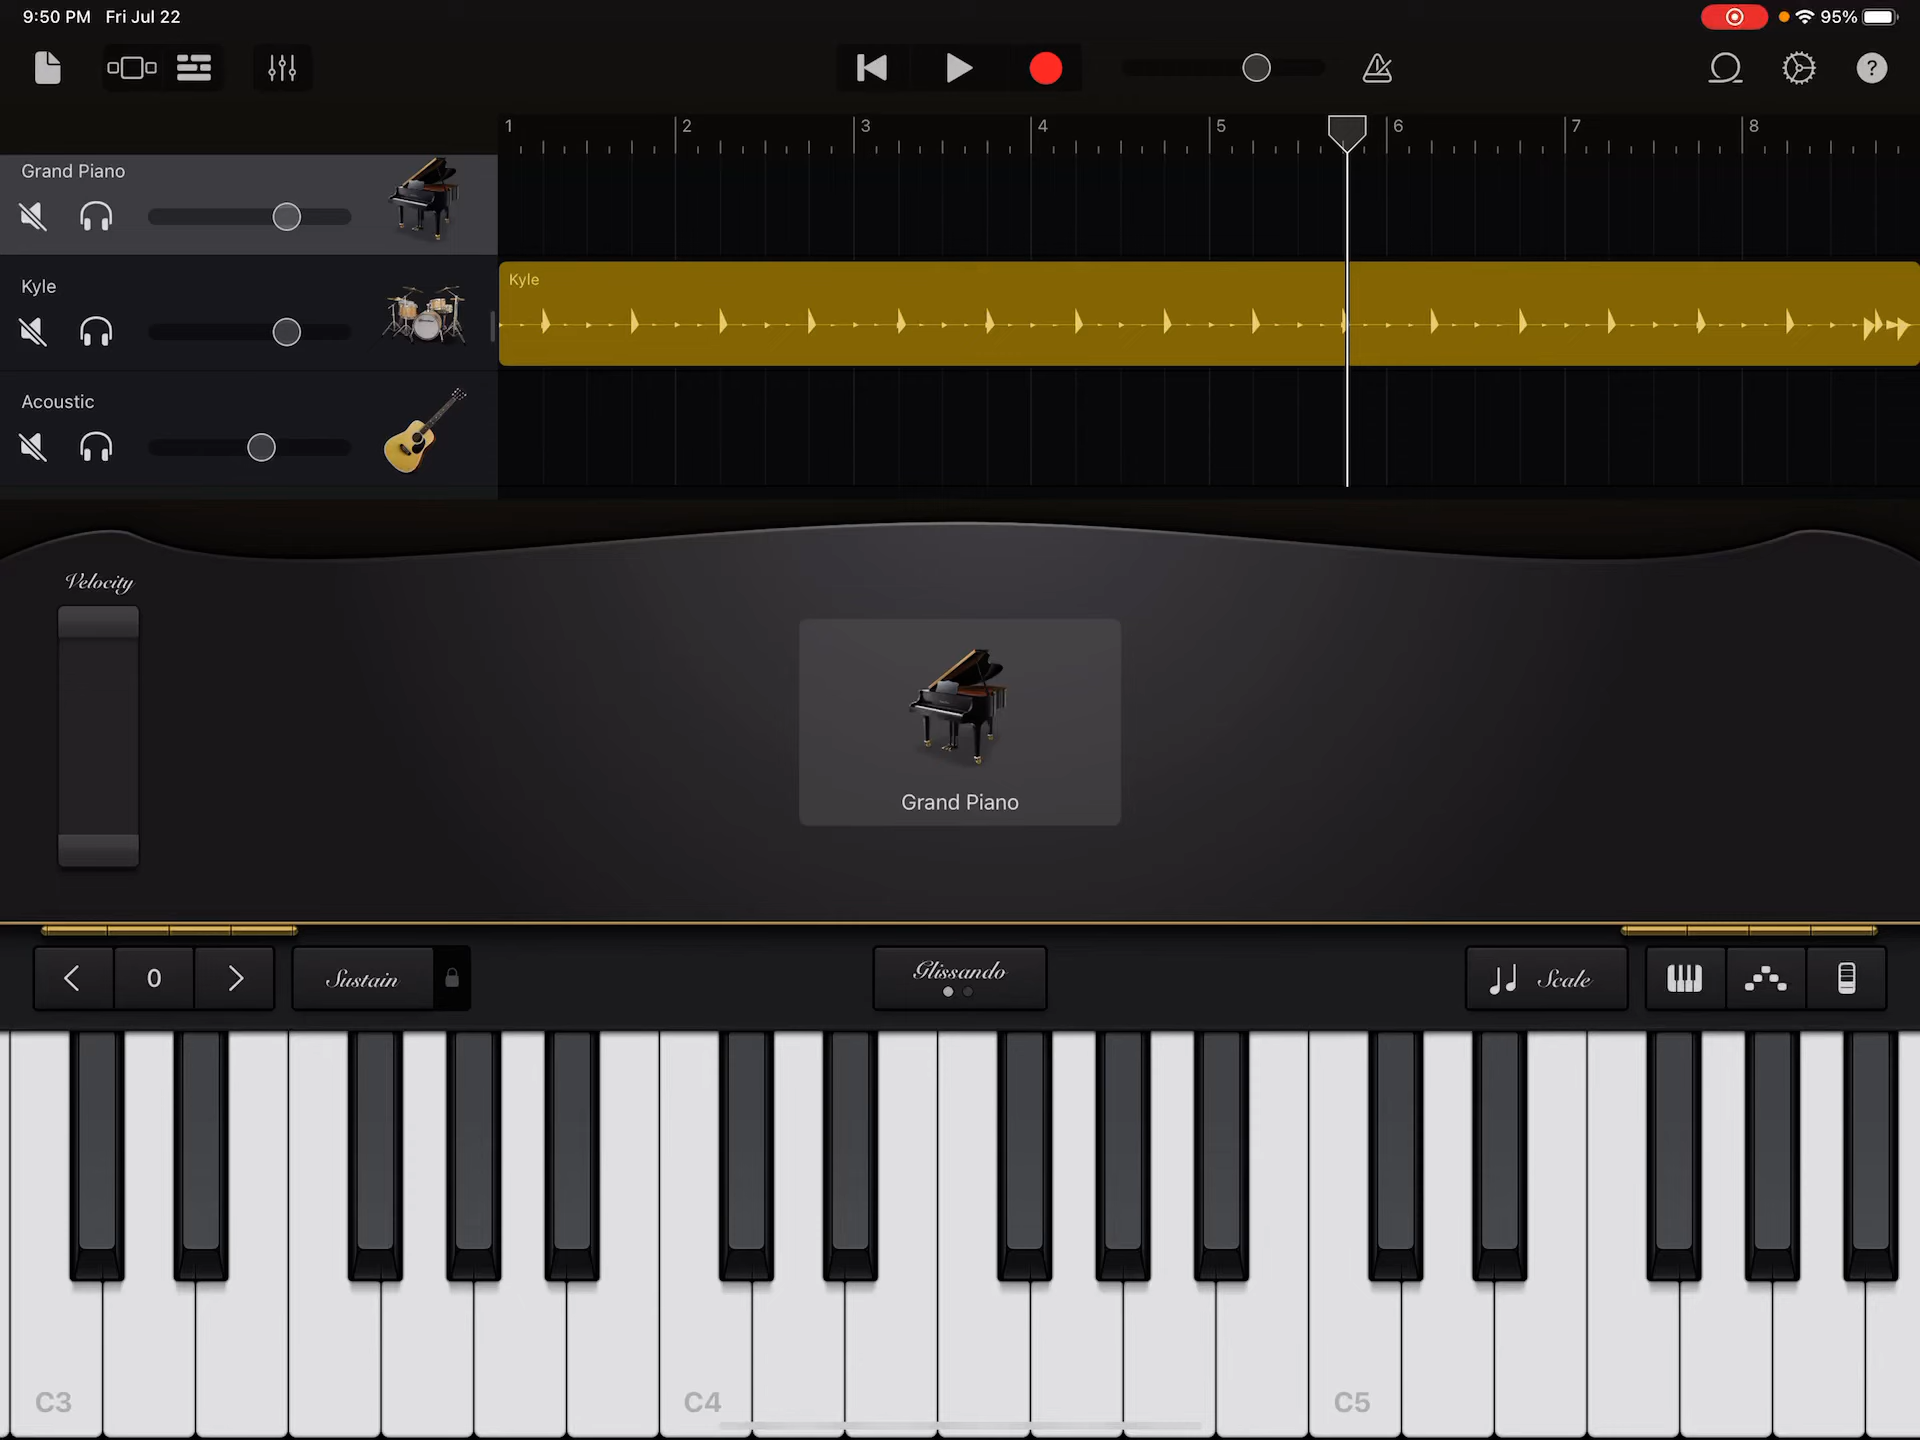 9:50 PM Fri Jul 22
95%
?
1 2 3 4 5 6 7 8
Grand Piano
Kyle
Kyle
Acoustic
Velocity
Grand Piano
0
Sustain
Glissando
Scale
C3 C4 C5